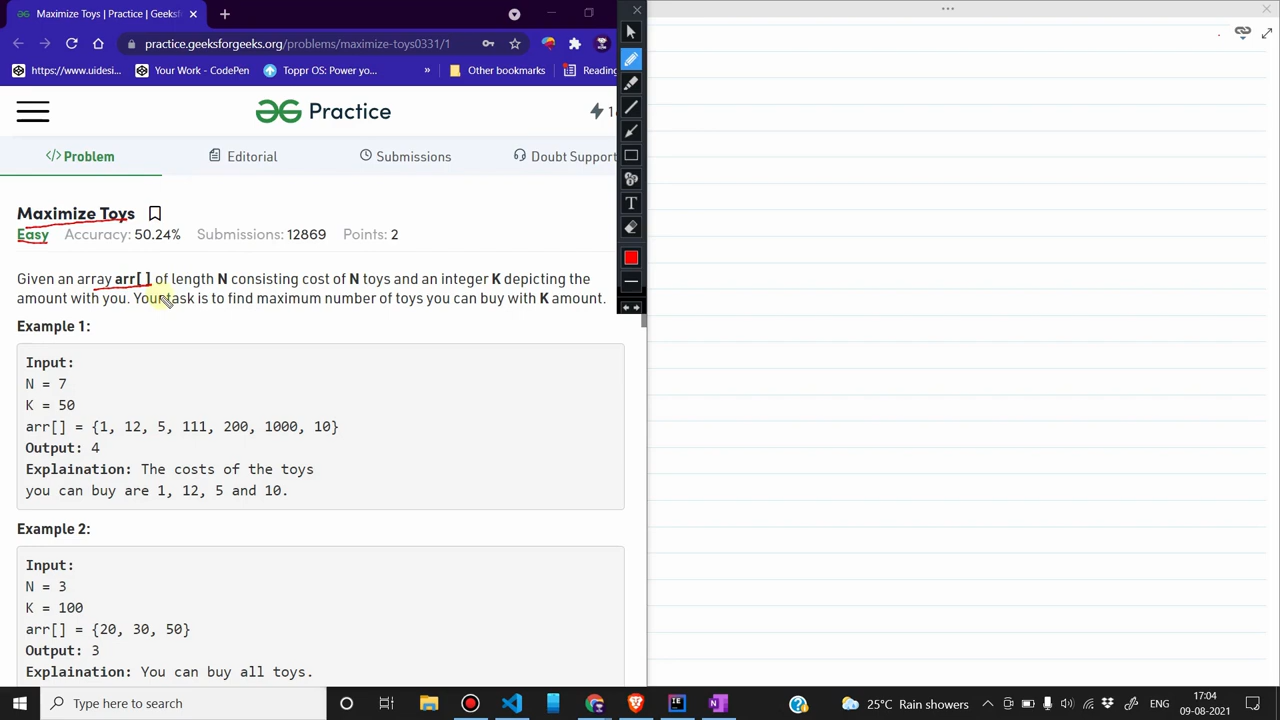 Maximize Toys | Practice | Geeksf
practic ksforgeeks.org/problems/maximize-toys0331/1
https://www.uidesi... Your Work - CodePen Toppr OS: Power yo... » Other bookmarks Reading
Practice
1
</> Problem Editorial Submissions Doubt Support
Maximize Toys
Easy Accuracy: 50.24% Submissions: 12869 Points: 2
Given an array arr[ ] of length N consisting cost of N toys and an integer K depicting the
amount with you. Your task is to find maximum number of toys you can buy with K amount.
Example 1:
Input:
N = 7
K = 50
arr[] = {1, 12, 5, 111, 200, 1000, 10}
Output: 4
Explaination: The costs of the toys
you can buy are 1, 12, 5 and 10.
Example 2:
Input:
N = 3
K = 100
arr[] = {20, 30, 50}
Output: 3
Explaination: You can buy all toys.
T
Type here to search
25°C Rain showers
ENG
17:04
09-08-2021